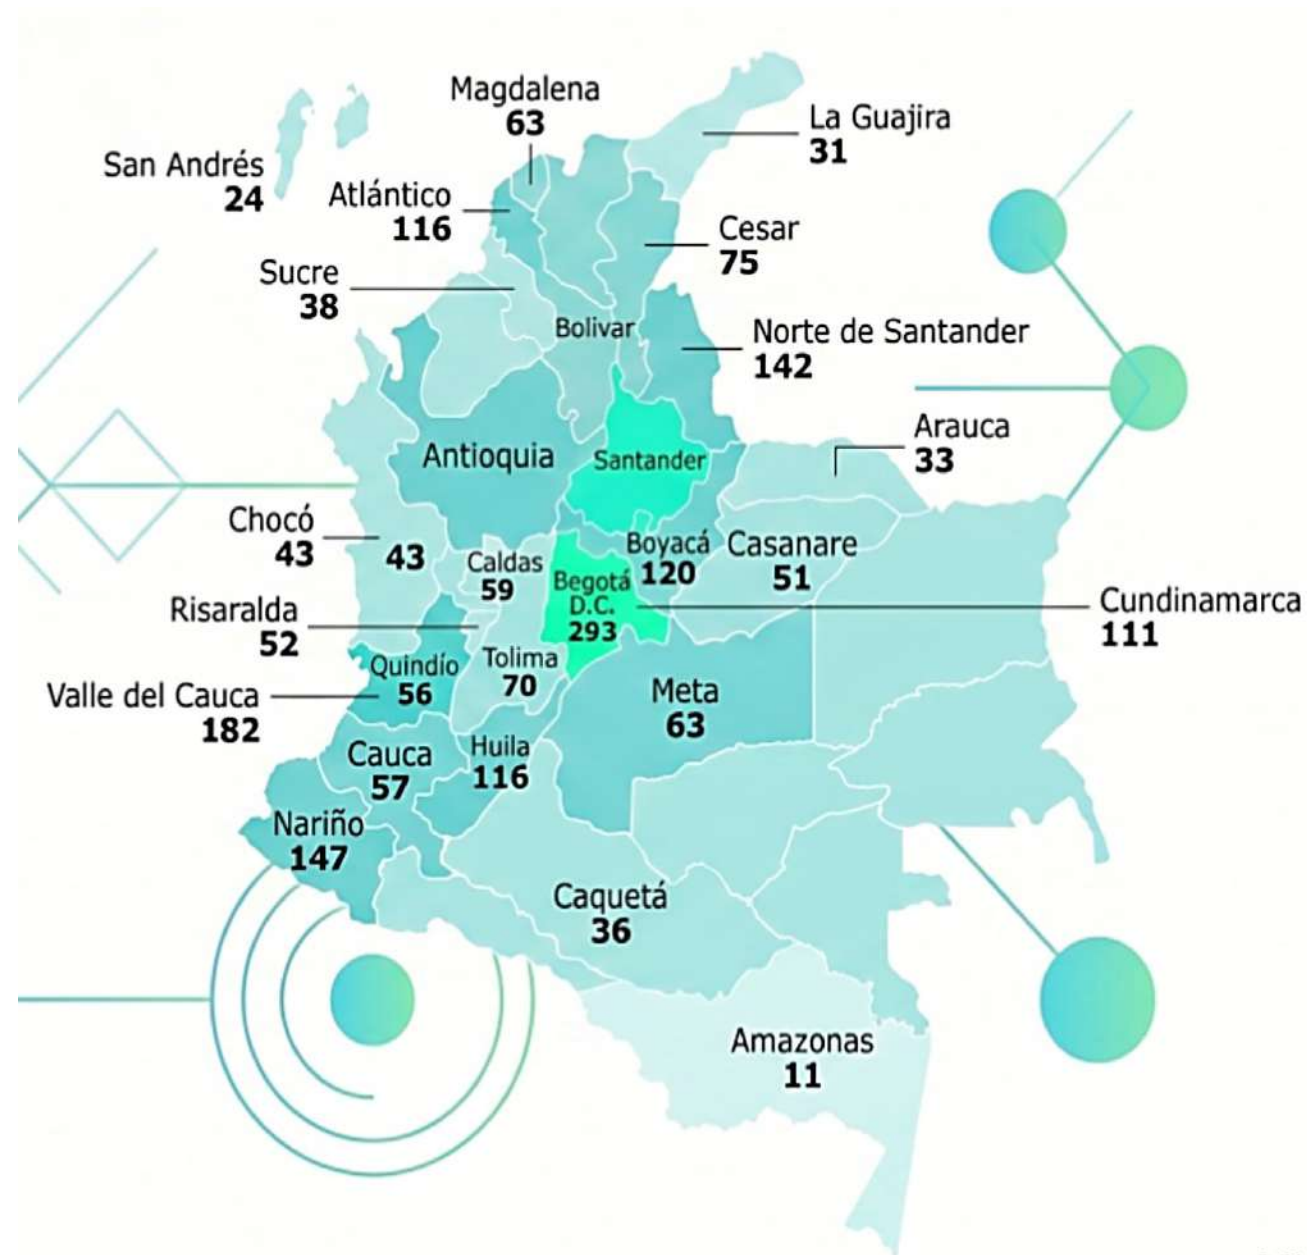 Magdalena
63
La Guajira
31
San Andrés
24
Atlántico
116
Cesar
75
Sucre
38
Bolivar
Norte de Santander
142
Arauca
33
Antioquia
Santander
Chocó
43
43
Caldas
59
Boyacá
120
Casanare
51
Begotá
D.C.
293
Cundinamarca
111
Risaralda
52
Quindío
56
Tolima
70
Valle del Cauca
182
Meta
63
Cauca
57
Huila
116
Nariño
147
Caquetá
36
Amazonas
11